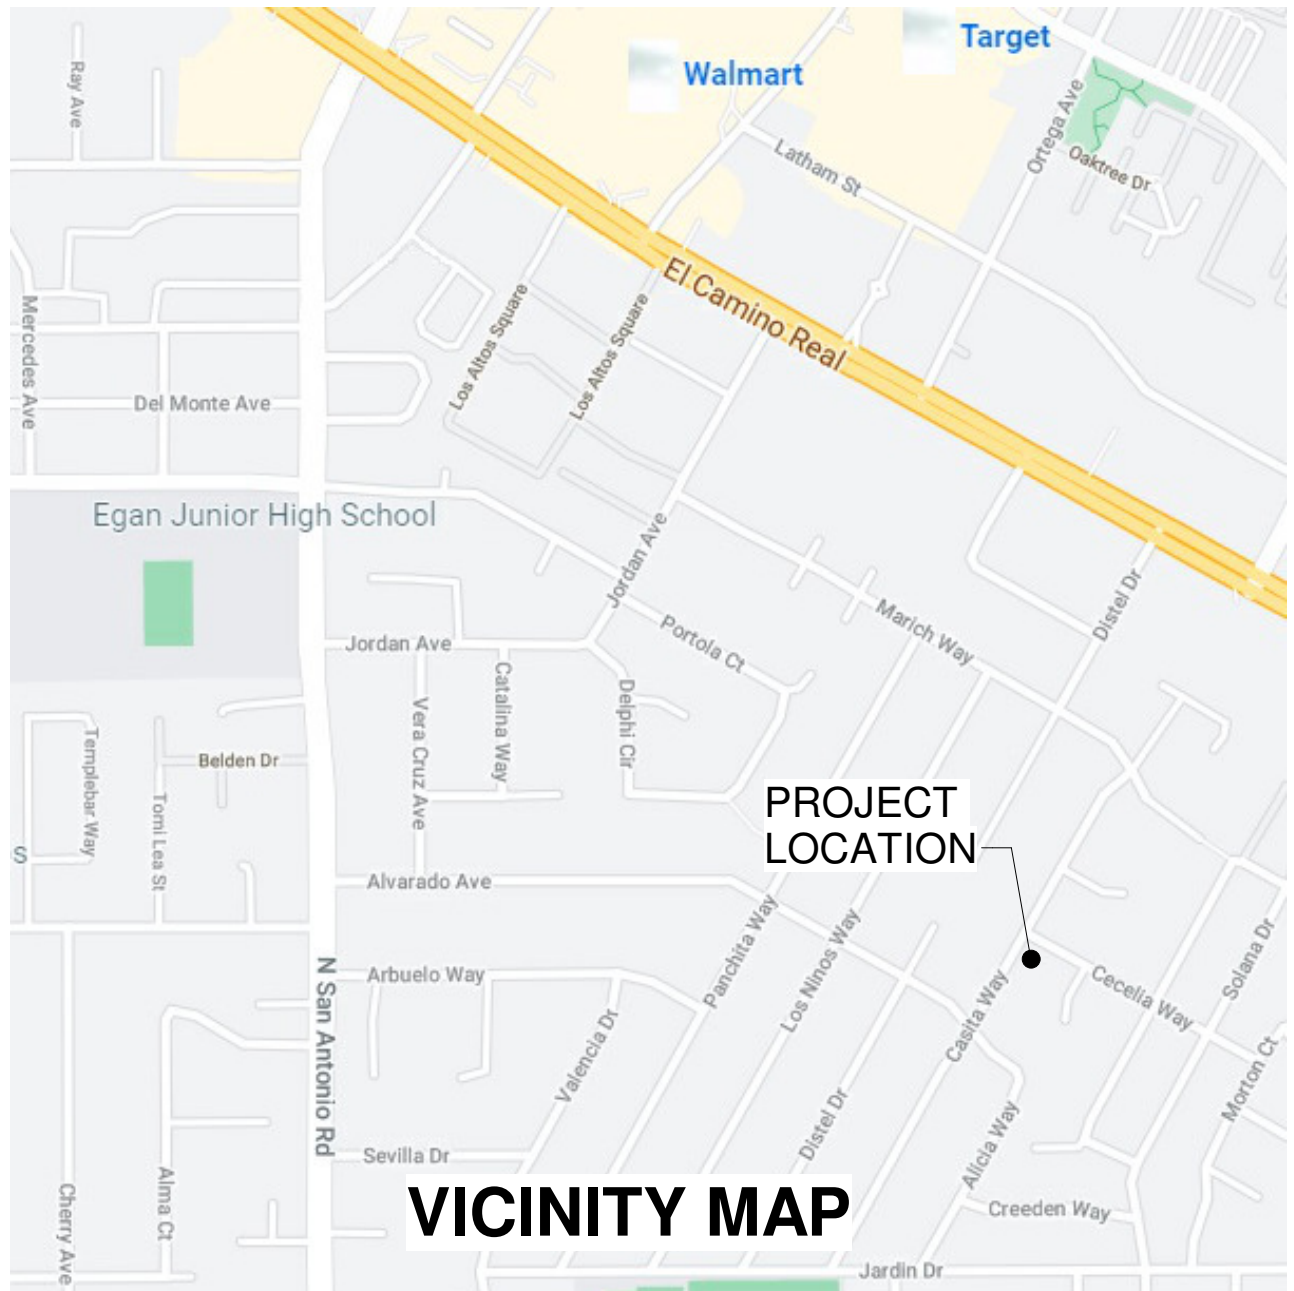 Target
Walmart
Ray Ave
Ortega Ave
Latham St
Oaktree Dr
El Camino Real
Mercedes Ave
Los Altos Square
Los Altos Square
Del Monte Ave
Egan Junior High School
Jordan Ave
Distel Dr
Marich Way
Portola Ct
Jordan Ave
Catalina Way
Delphi Cir
Vera Cruz Ave
Templebar Way
Belden Dr
Tomi Lea St
PROJECT
LOCATION
S
Alvarado Ave
Panchita Way
Los Ninos Way
Solana Dr
N San Antonio Rd
Arbuelo Way
Casita Way
Cecelia Way
Valencia Dr
Morton Ct
Distel Dr
Alicia Way
Sevilla Dr
Cherry Ave
Alma Ct
VICINITY MAP
Creeden Way
Jardin Dr